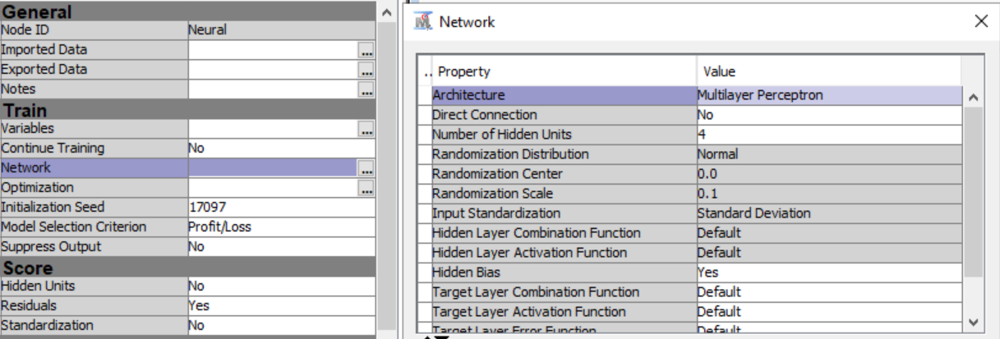 General
Node ID Neural
Imported Data ...
Exported Data ...
Notes ...
Train
Variables ...
Continue Training No
Network ...
Optimization ...
Initialization Seed 17097
Model Selection Criterion Profit/Loss
Suppress Output No
Score
Hidden Units No
Residuals Yes
Standardization No
Network
.. Property Value
Architecture Multilayer Perceptron
Direct Connection No
Number of Hidden Units 4
Randomization Distribution Normal
Randomization Center 0.0
Randomization Scale 0.1
Input Standardization Standard Deviation
Hidden Layer Combination Function Default
Hidden Layer Activation Function Default
Hidden Bias Yes
Target Layer Combination Function Default
Target Layer Activation Function Default
Target Layer Error Function Default